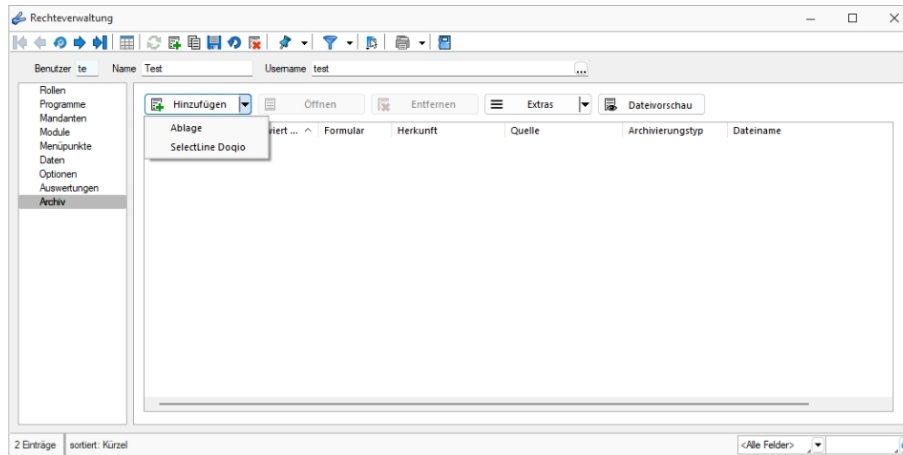 Rechteverwaltung
Benutzer te Name Test Username test ...
Rollen
Programme
Mandanten
Module
Menüpunkte
Daten
Optionen
Auswertungen
Archiv
Hinzufügen Öffnen Entfernen Extras Dateivorschau
Ablage
SelectLine Doqio
viert ... Formular Herkunft Quelle Archivierungstyp Dateiname
2 Einträge sortiert: Kürzel <Alle Felder>